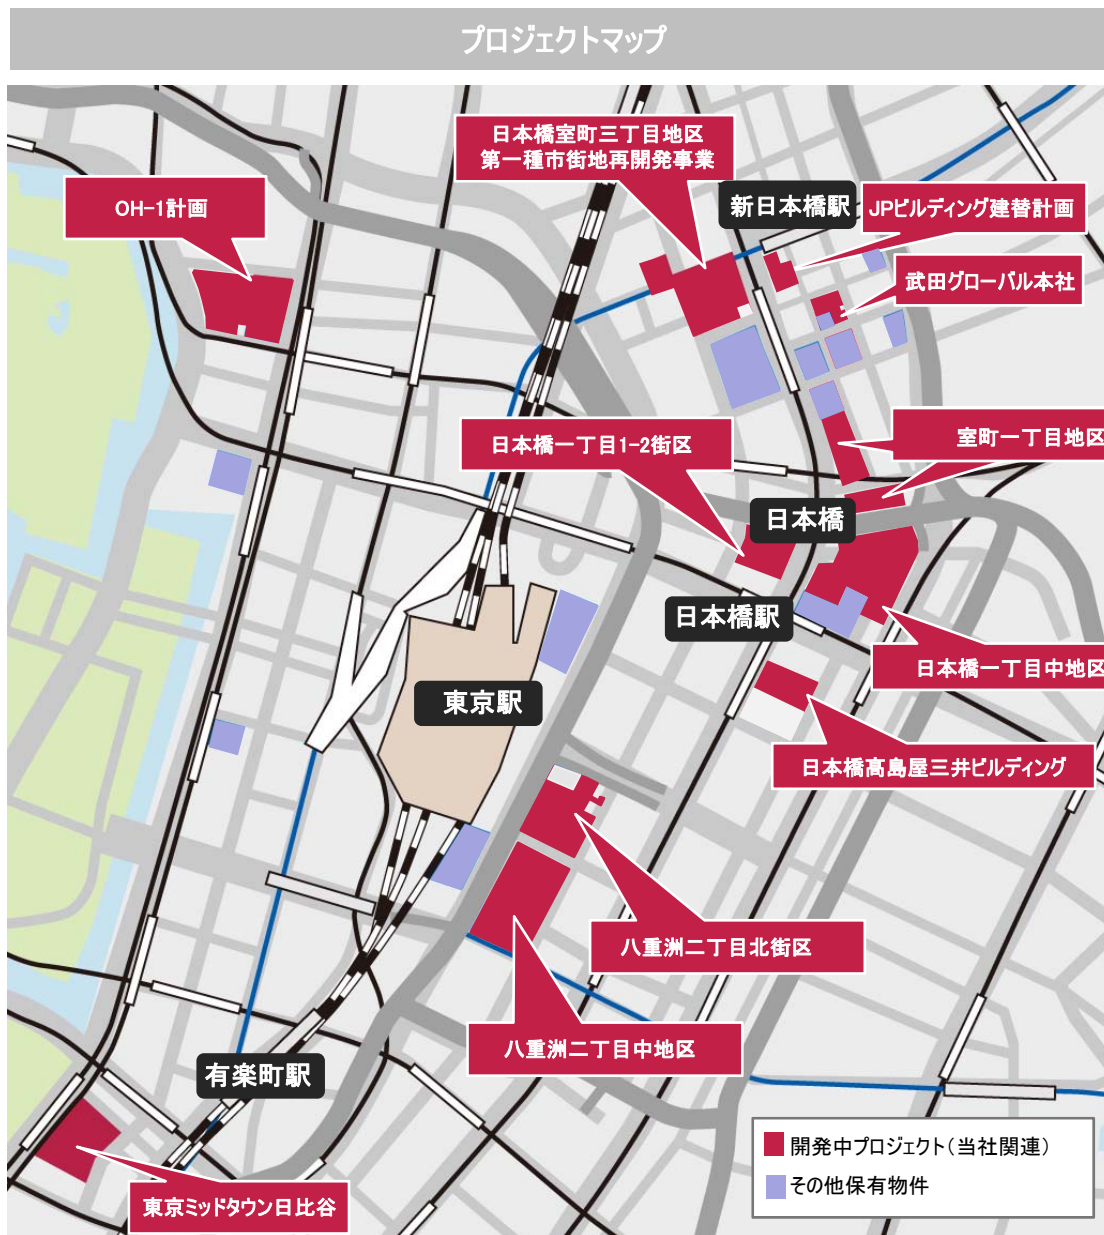 プロジェクトマップ
日本橋室町三丁目地区
第一種市街地再開発事業
OH-1計画
新日本橋駅
JPビルディング建替計画
武田グローバル本社
日本橋一丁目1-2街区
室町一丁目地区
日本橋
日本橋駅
日本橋一丁目中地区
東京駅
日本橋高島屋三井ビルディング
八重洲二丁目北街区
八重洲二丁目中地区
有楽町駅
東京ミッドタウン日比谷
開発中プロジェクト(当社関連)
その他保有物件